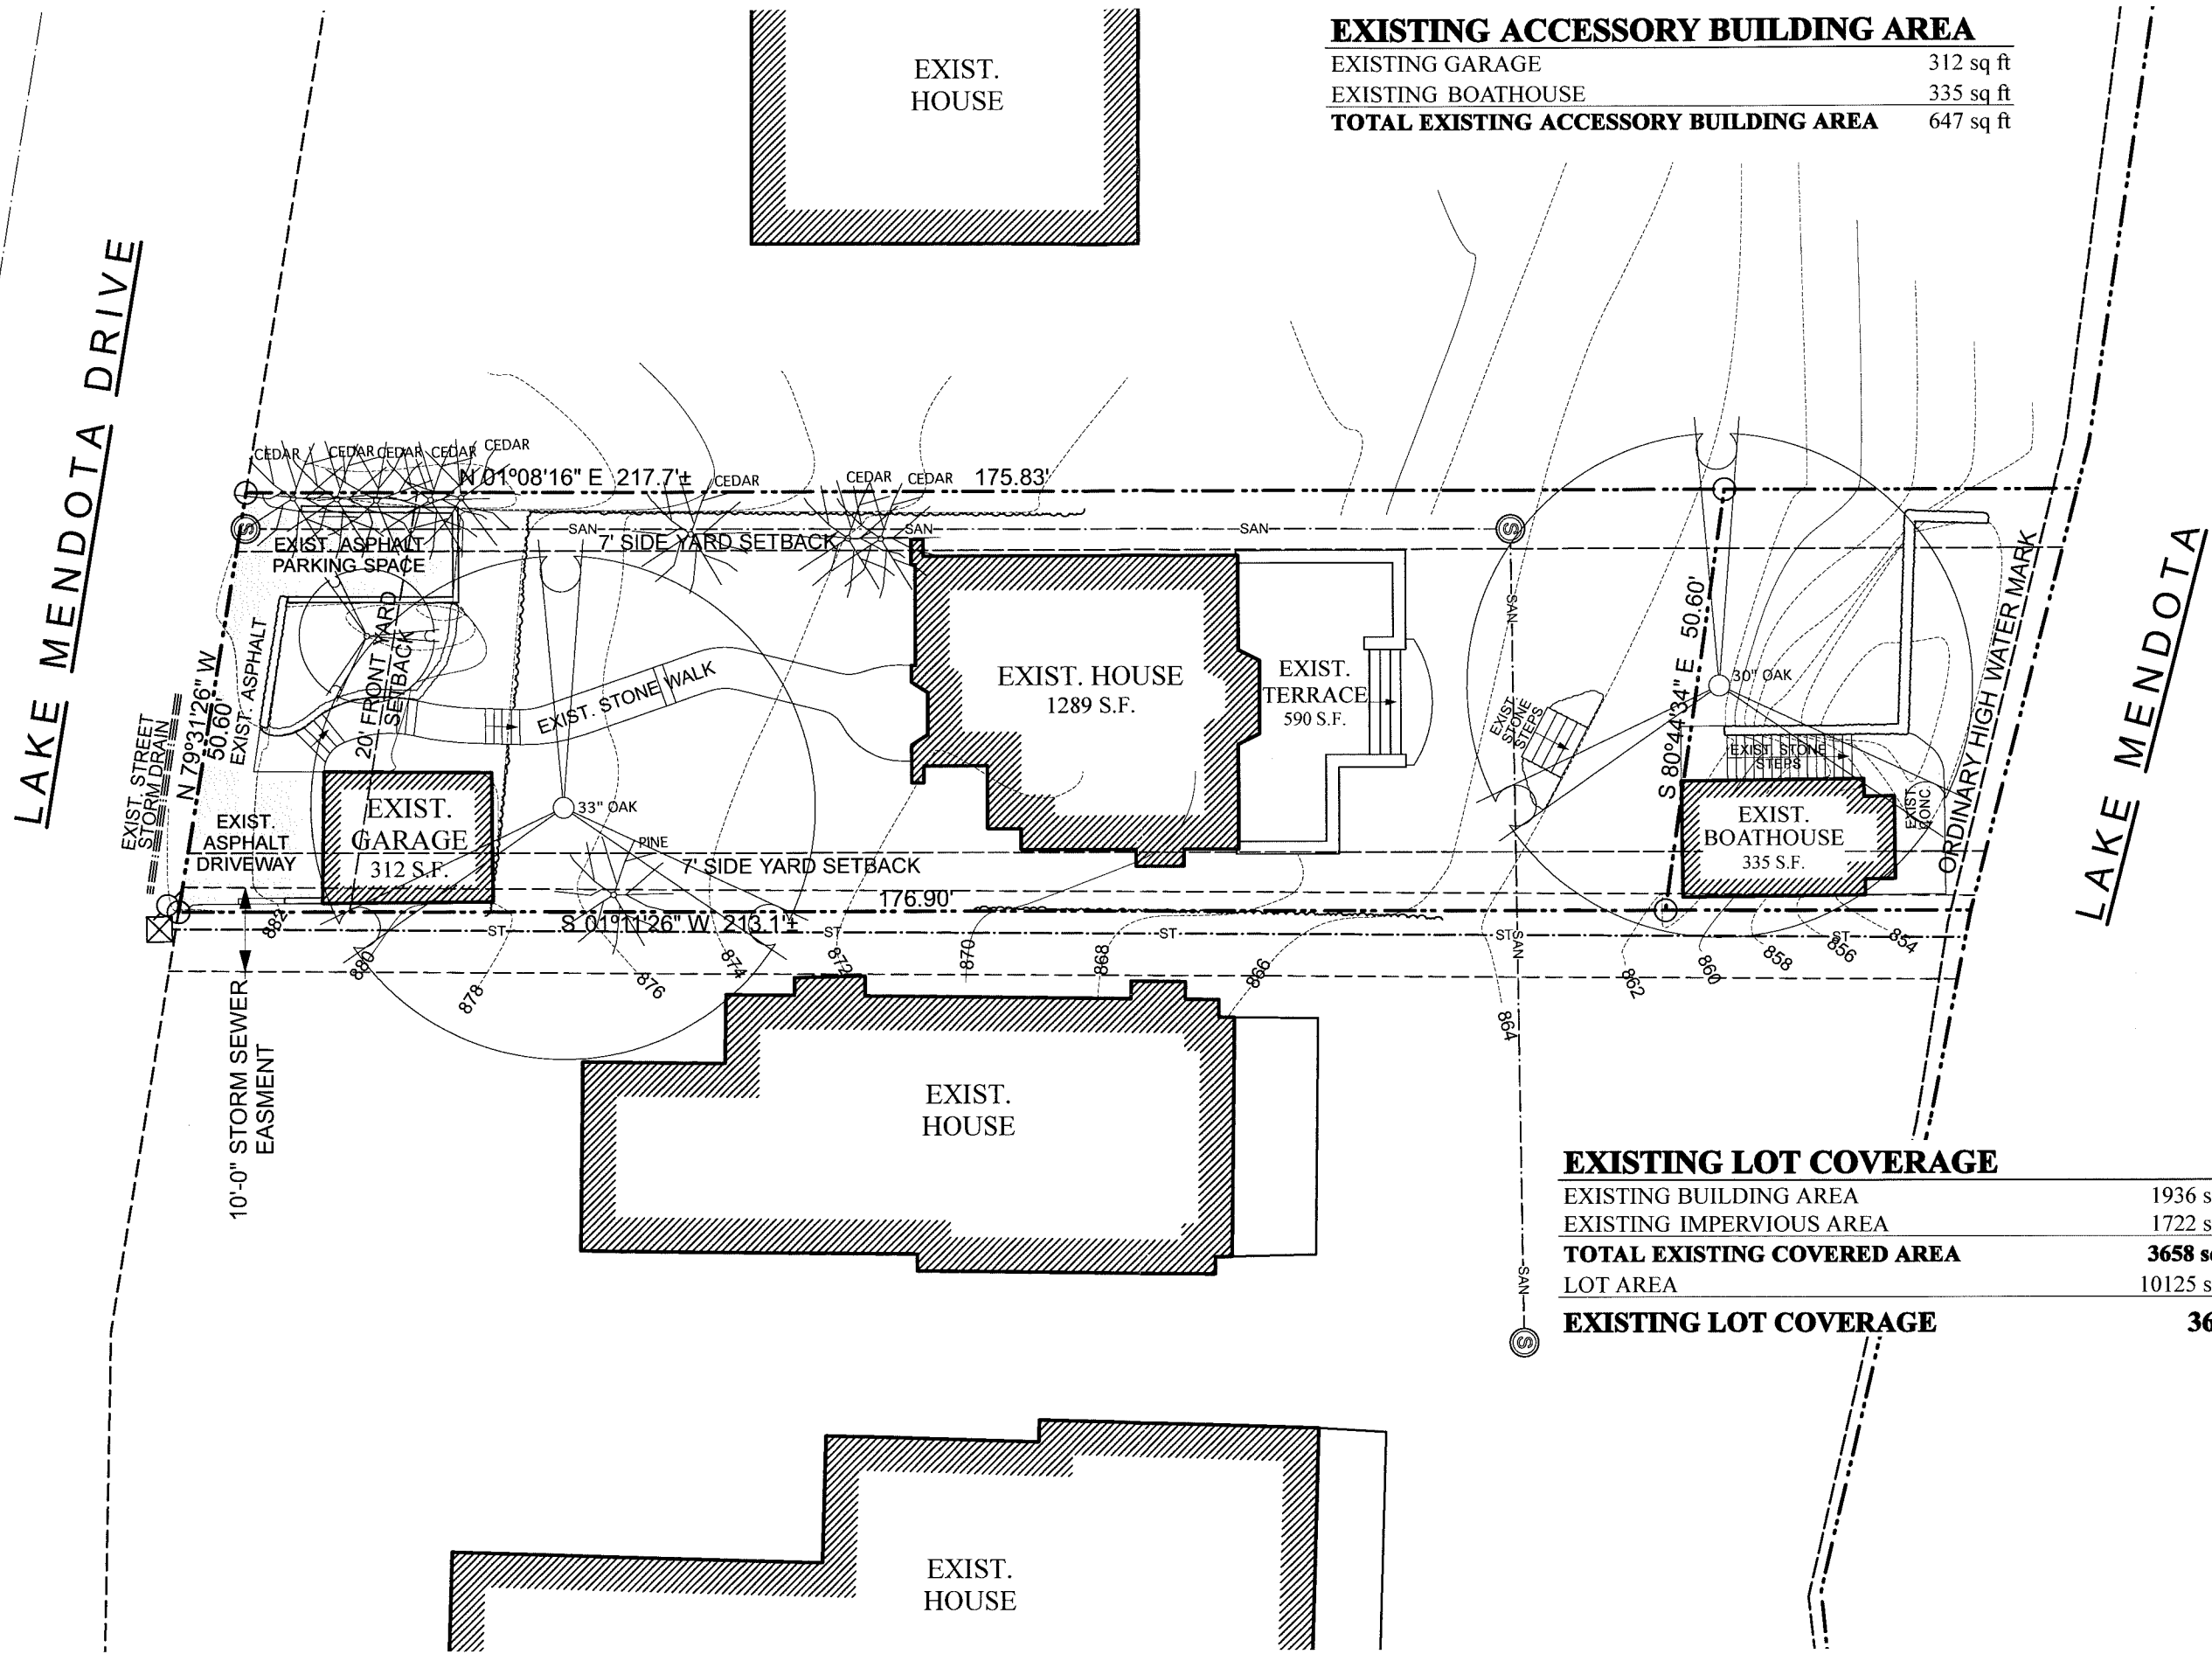 EXISTING ACCESSORY BUILDING AREA
EXISTING GARAGE 312 sq ft
EXISTING BOATHOUSE 335 sq ft
TOTAL EXISTING ACCESSORY BUILDING AREA 647 sq ft
EXIST.
HOUSE
LAKE MENDOTA DRIVE
CEDAR
CEDAR
CEDAR
CEDAR
CEDAR
N 01°08'16" E 217.7'±
CEDAR
CEDAR
CEDAR
175.83'
S
SAN
SAN
SAN
S
EXIST. ASPHALT
PARKING SPACE
7' SIDE YARD SETBACK
20' FRONT YARD
SETBACK
EXIST. ASPHALT
N 79°31'26" W
50.60'
EXIST. STREET
STORM DRAIN
EXIST. STONE WALK
EXIST. HOUSE
1289 S.F.
EXIST.
TERRACE
590 S.F.
SAN
EXIST
STONE
STEPS
S 80°44'34" E 50.60'
30" OAK
EXIST. STONE
STEPS
EXIST.
CONC.
ORDINARY HIGH WATER MARK
LAKE MENDOTA
EXIST.
GARAGE
312 S.F.
EXIST.
ASPHALT
DRIVEWAY
33" OAK
PINE
7' SIDE YARD SETBACK
EXIST.
BOATHOUSE
335 S.F.
176.90'
S 01°11'26" W 213.1'±
ST
ST
ST
ST
ST
SAN
882
880
878
876
874
872
870
868
866
864
862
860
858
856
854
10'-0" STORM SEWER
EASMENT
EXIST.
HOUSE
EXISTING LOT COVERAGE
EXISTING BUILDING AREA 1936 s
EXISTING IMPERVIOUS AREA 1722 s
TOTAL EXISTING COVERED AREA 3658 s
LOT AREA 10125 s
EXISTING LOT COVERAGE 36
SAN
S
EXIST.
HOUSE